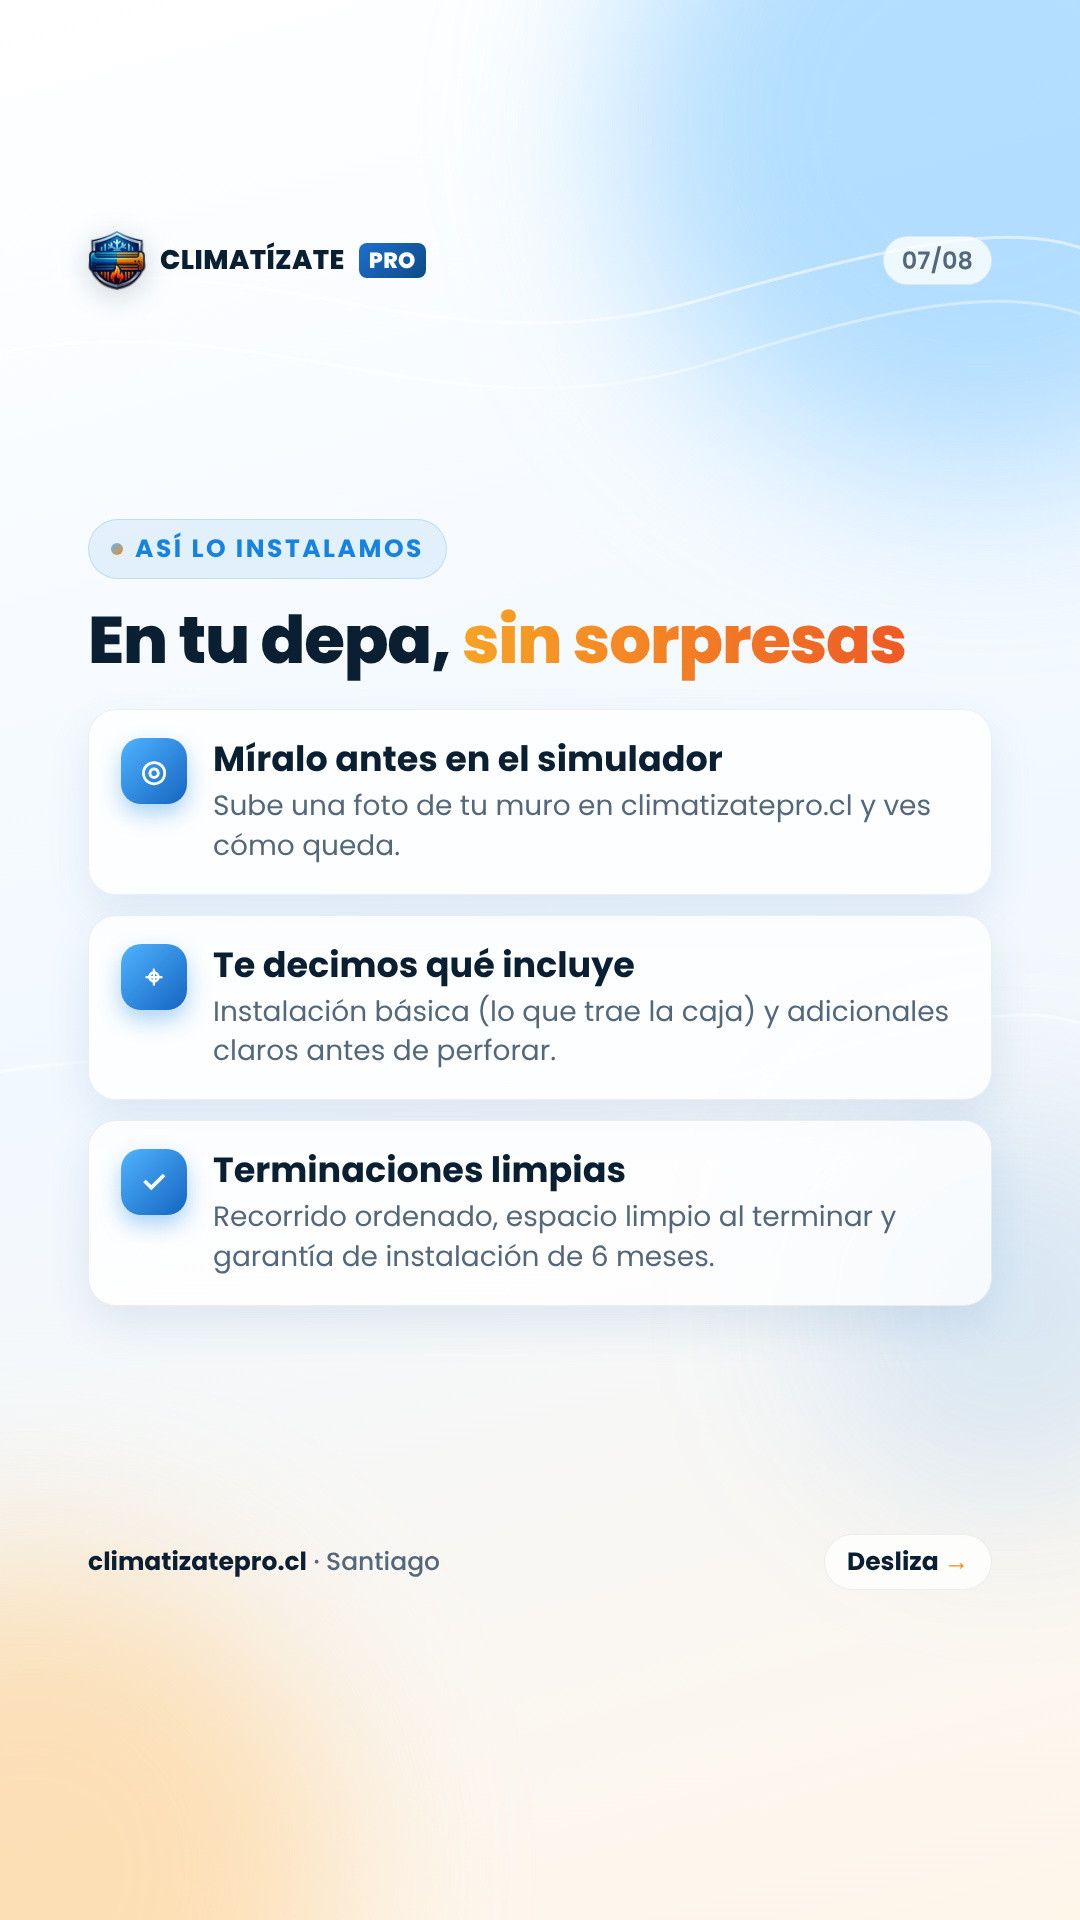 CLIMATÍZATE PRO
07/08
ASÍ LO INSTALAMOS
En tu depa, sin sorpresas
Míralo antes en el simulador
Sube una foto de tu muro en climatizatepro.cl y ves
cómo queda.
Te decimos qué incluye
Instalación básica (lo que trae la caja) y adicionales
claros antes de perforar.
Terminaciones limpias
Recorrido ordenado, espacio limpio al terminar y
garantía de instalación de 6 meses.
climatizatepro.cl · Santiago
Desliza →